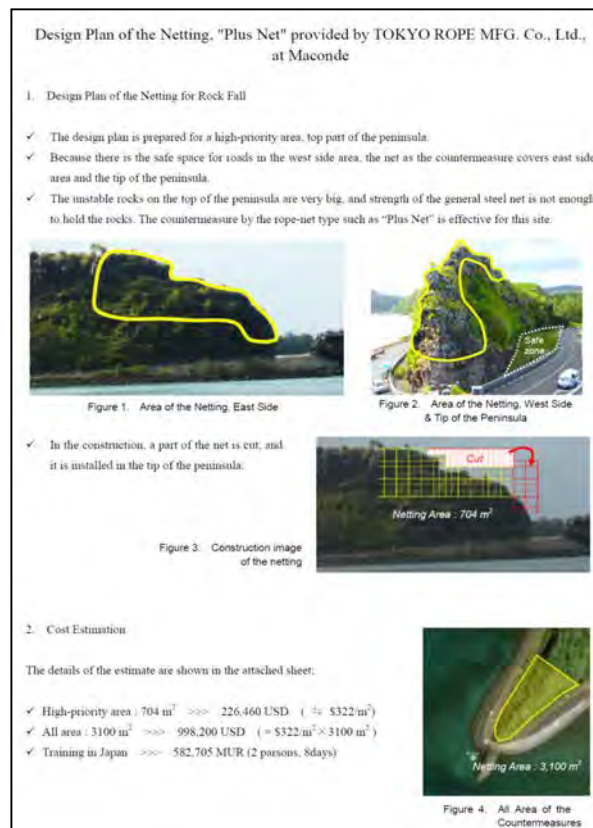 Design Plan of the Netting, "Plus Net" provided by TOKYO ROPE MFG. Co., Ltd.,
at Maconde
1. Design Plan of the Netting for Rock Fall
✓ The design plan is prepared for a high-priority area, top part of the peninsula.
✓ Because there is the safe space for roads in the west side area, the net as the countermeasure covers east side
area and the tip of the peninsula.
✓ The unstable rocks on the top of the peninsula are very big, and strength of the general steel net is not enough
to hold the rocks. The countermeasure by the rope-net type such as "Plus Net" is effective for this site.
Safe
zone
Figure 1. Area of the Netting, East Side
Figure 2. Area of the Netting, West Side
& Tip of the Peninsula
✓ In the construction, a part of the net is cut, and
it is installed in the tip of the peninsula.
Cut
Netting Area : 704 m²
Figure 3. Construction image
of the netting
2. Cost Estimation
The details of the estimate are shown in the attached sheet;
✓ High-priority area : 704 m² >>> 226,460 USD ( ≒ $322/m²)
✓ All area : 3100 m² >>> 998,200 USD ( = $322/m² × 3100 m² )
✓ Training in Japan >>> 582,705 MUR (2 parsons, 8days)
Netting Area : 3,100 m²
Figure 4. All Area of the
Countermeasures